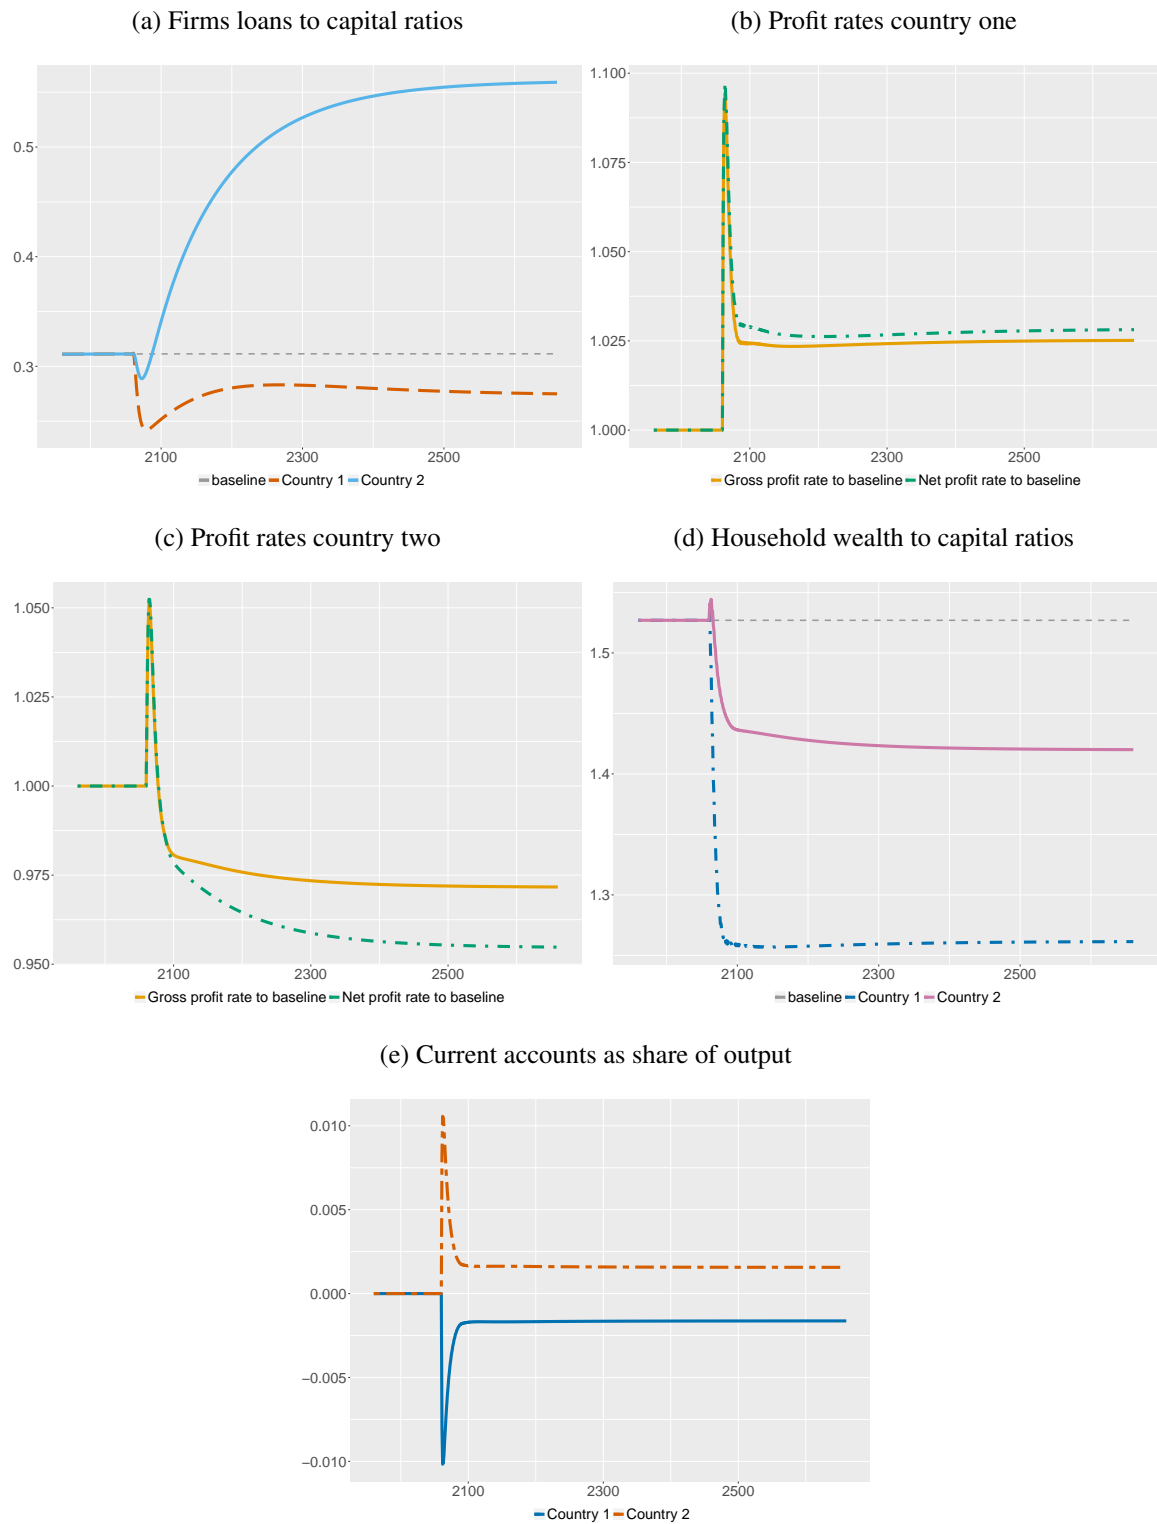 (a) Firms loans to capital ratios
0.5
0.4
0.3
2100 2300 2500
baseline Country 1 Country 2
(b) Profit rates country one
1.100
1.075
1.050
1.025
1.000
2100 2300 2500
Gross profit rate to baseline Net profit rate to baseline
(c) Profit rates country two
1.050
1.025
1.000
0.975
0.950
2100 2300 2500
Gross profit rate to baseline Net profit rate to baseline
(d) Household wealth to capital ratios
1.5
1.4
1.3
2100 2300 2500
baseline Country 1 Country 2
(e) Current accounts as share of output
0.010
0.005
0.000
−0.005
−0.010
2100 2300 2500
Country 1 Country 2